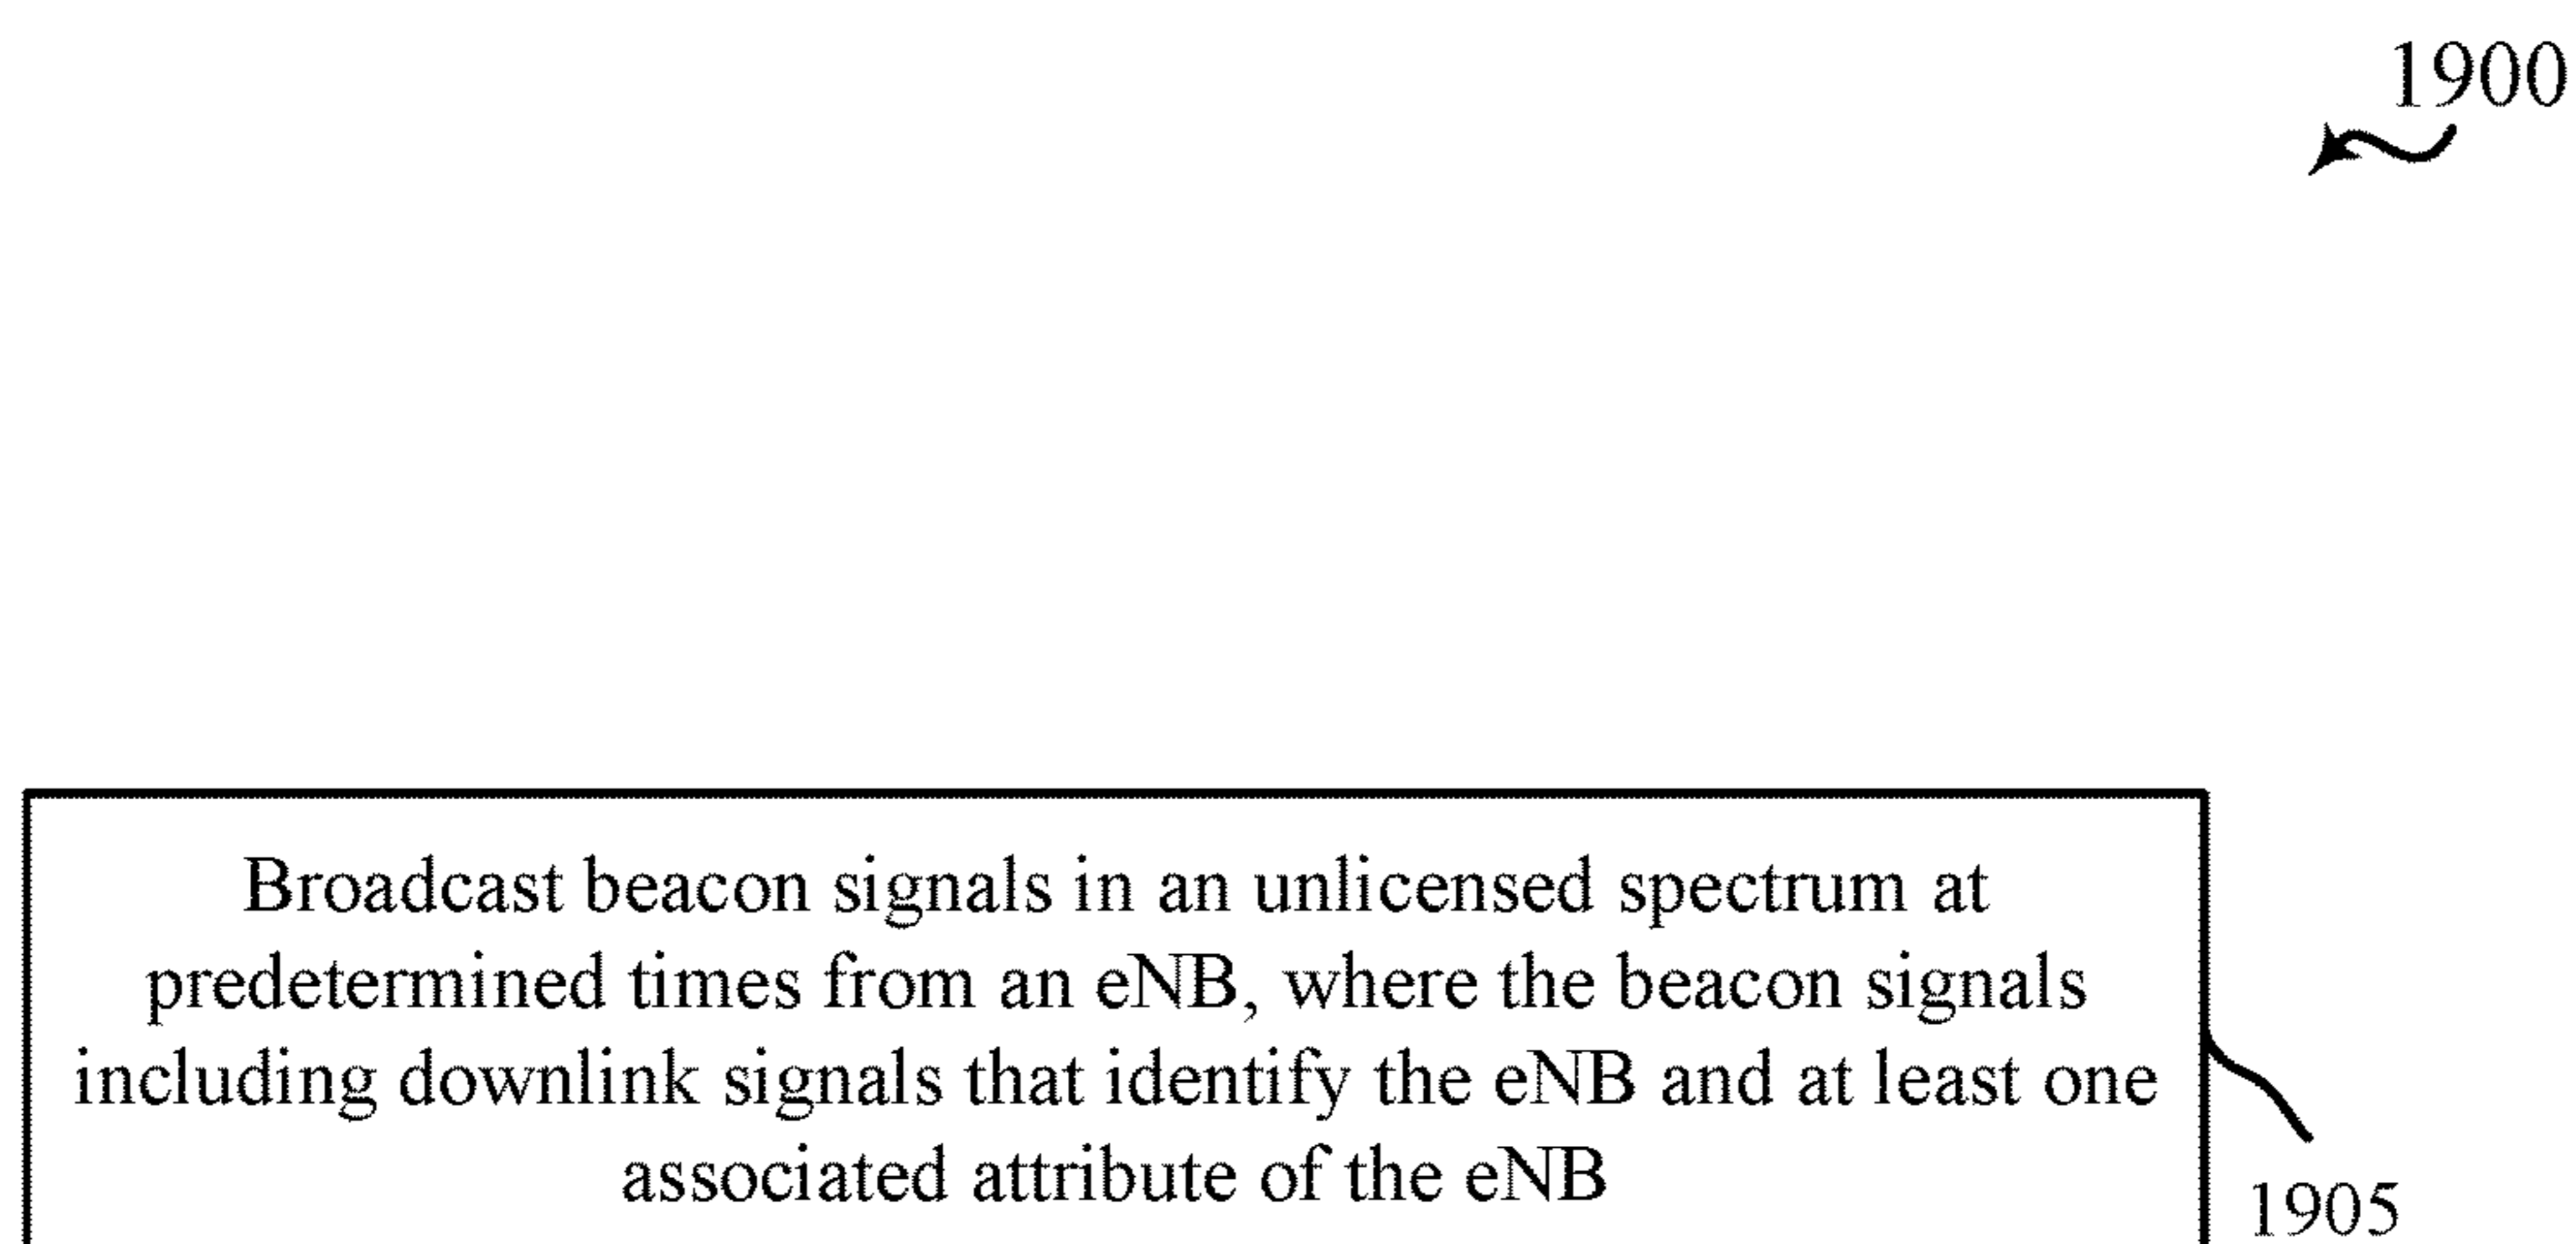 1900
Broadcast beacon signals in an unlicensed spectrum at
predetermined times from an eNB, where the beacon signals
including downlink signals that identify the eNB and at least one
associated attribute of the eNB
1905